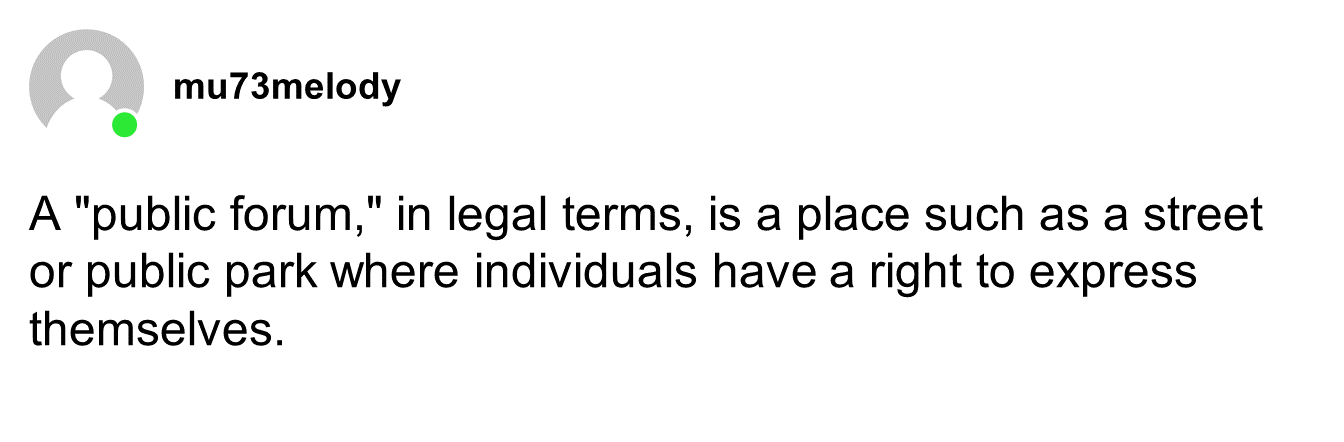 mu73melody
A "public forum," in legal terms, is a place such as a street
or public park where individuals have a right to express
themselves.